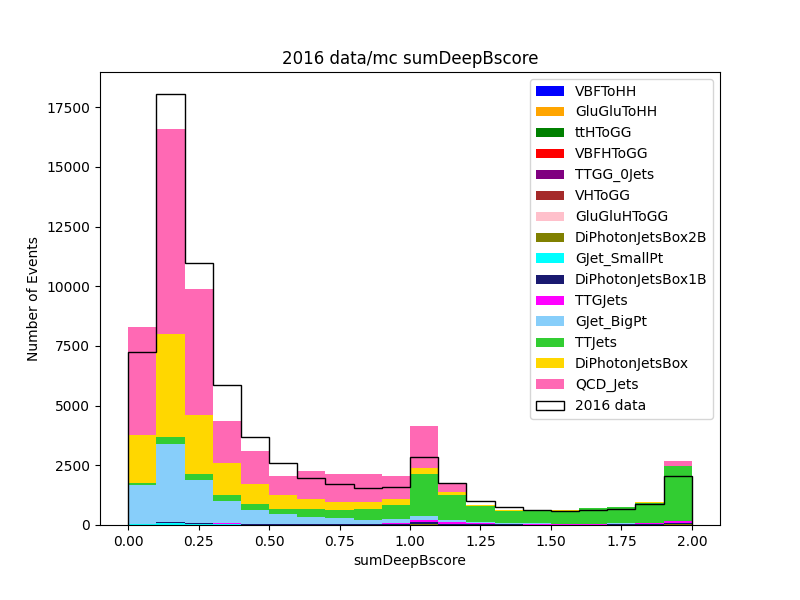 2016 data/mc sumDeepBscore
Number of Events
17500
15000
12500
10000
7500
5000
2500
0
0.00 0.25 0.50 0.75 1.00 1.25 1.50 1.75 2.00
sumDeepBscore
VBFToHH
GluGluToHH
ttHToGG
VBFHToGG
TTGG_0Jets
VHToGG
GluGluHToGG
DiPhotonJetsBox2B
GJet_SmallPt
DiPhotonJetsBox1B
TTGJets
GJet_BigPt
TTJets
DiPhotonJetsBox
QCD_Jets
2016 data